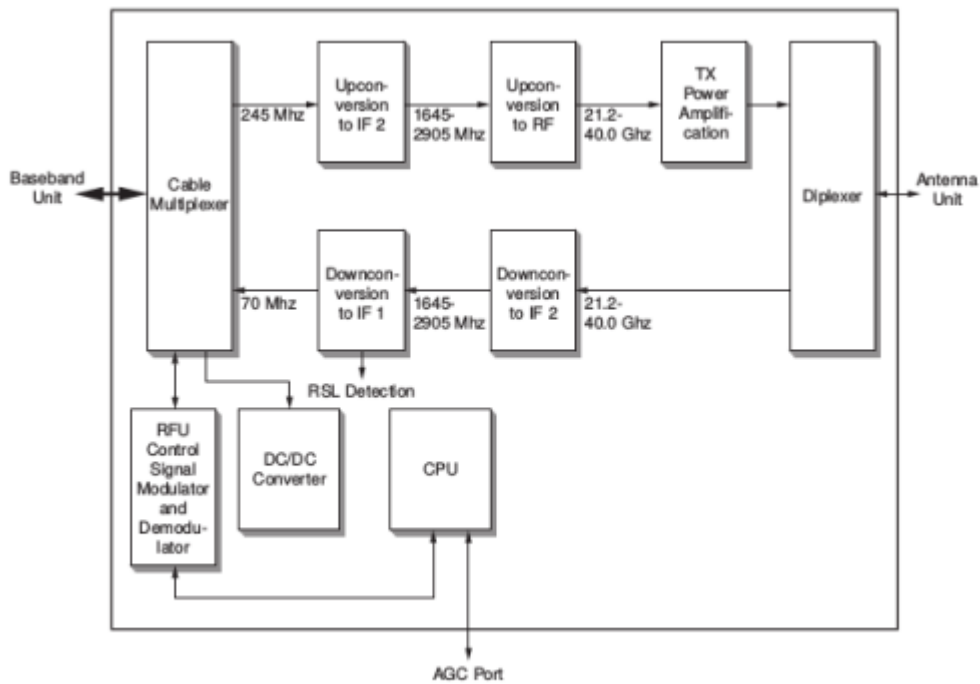 Upcon-
version
to IF 2
Upcon-
version
to RF
TX
Power
Amplifi-
cation
245 Mhz
1645-
2905 Mhz
21.2-
40.0 Ghz
Baseband
Unit
Cable
Multiplexer
Diplexer
Antenna
Unit
Downcon-
version
to IF 1
Downcon-
version
to IF 2
70 Mhz
1645-
2905 Mhz
21.2-
40.0 Ghz
RSL Detection
RFU
Control
Signal
Modulator
and
Demodu-
lator
DC/DC
Converter
CPU
AGC Port